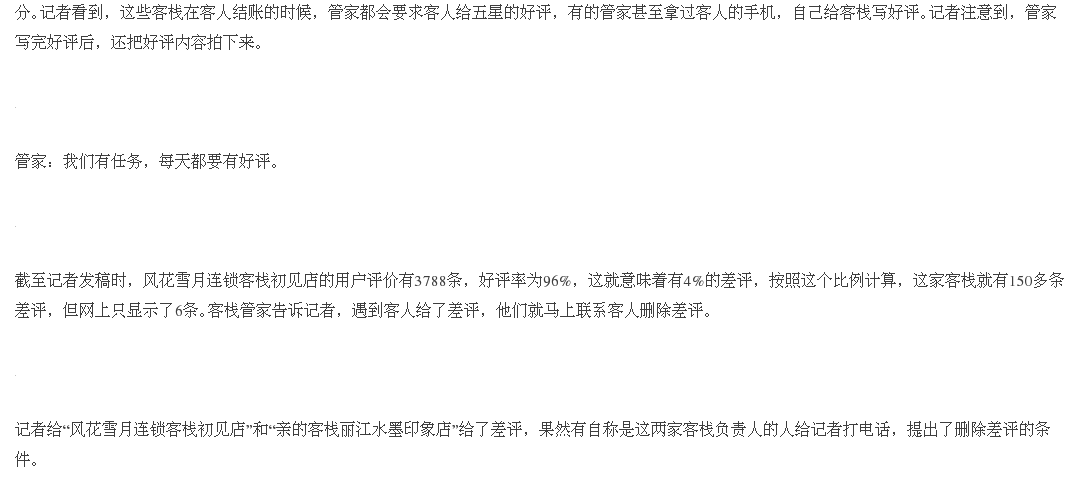 分。记者看到，这些客栈在客人结账的时候，管家都会要求客人给五星的好评，有的管家甚至拿过客人的手机，自己给客栈写好评。记者注意到，管家
写完好评后，还把好评内容拍下来。
管家：我们有任务，每天都要有好评。
截至记者发稿时，风花雪月连锁客栈初见店的用户评价有3788条，好评率为96%，这就意味着有4%的差评，按照这个比例计算，这家客栈就有150多条
差评，但网上只显示了6条。客栈管家告诉记者，遇到客人给了差评，他们就马上联系客人删除差评。
记者给“风花雪月连锁客栈初见店”和“亲的客栈丽江水墨印象店”给了差评，果然有自称是这两家客栈负责人的人给记者打电话，提出了删除差评的条
件。